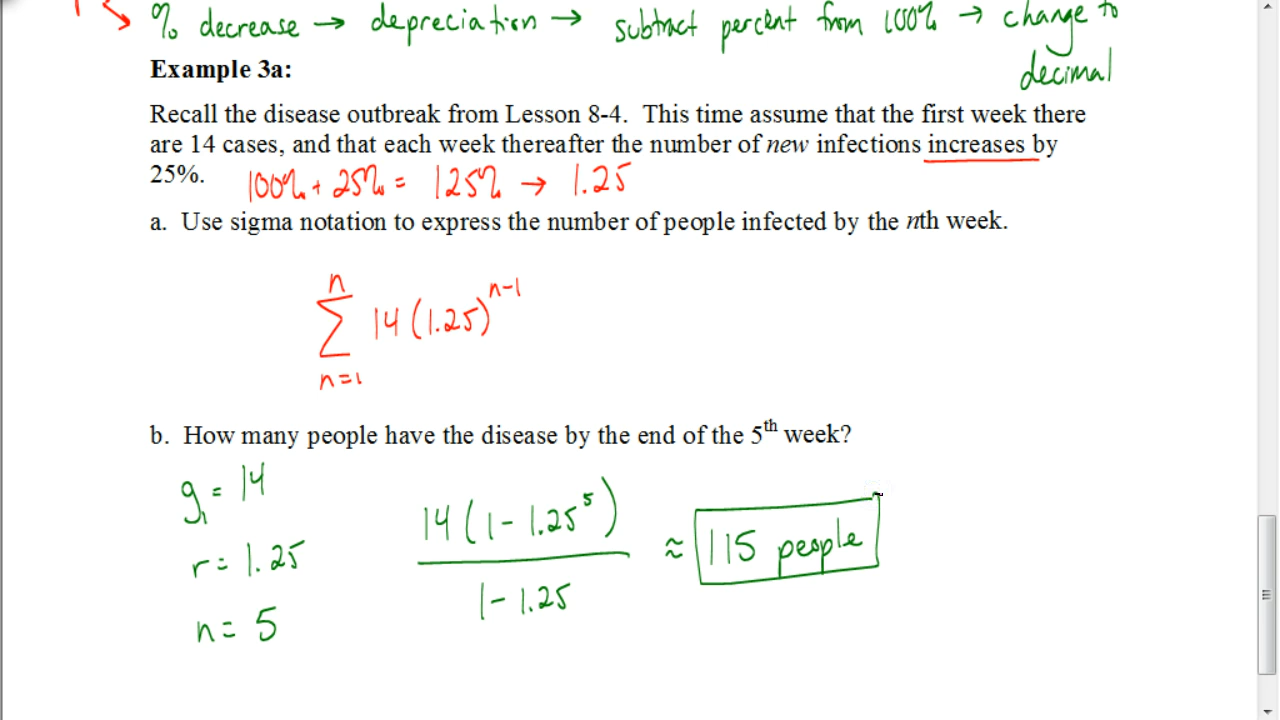 % decrease → depreciation → subtract percent from 100% → change to
decimal
Example 3a:
Recall the disease outbreak from Lesson 8-4. This time assume that the first week there
are 14 cases, and that each week thereafter the number of new infections increases by
25%. 100% + 25% = 125% → 1.25
a. Use sigma notation to express the number of people infected by the nth week.
n
∑ 14(1.25)^(n-1)
n=1
b. How many people have the disease by the end of the 5th week?
g₁ = 14
14(1 - 1.25⁵)
≈ 115 people
r = 1.25
1 - 1.25
n = 5